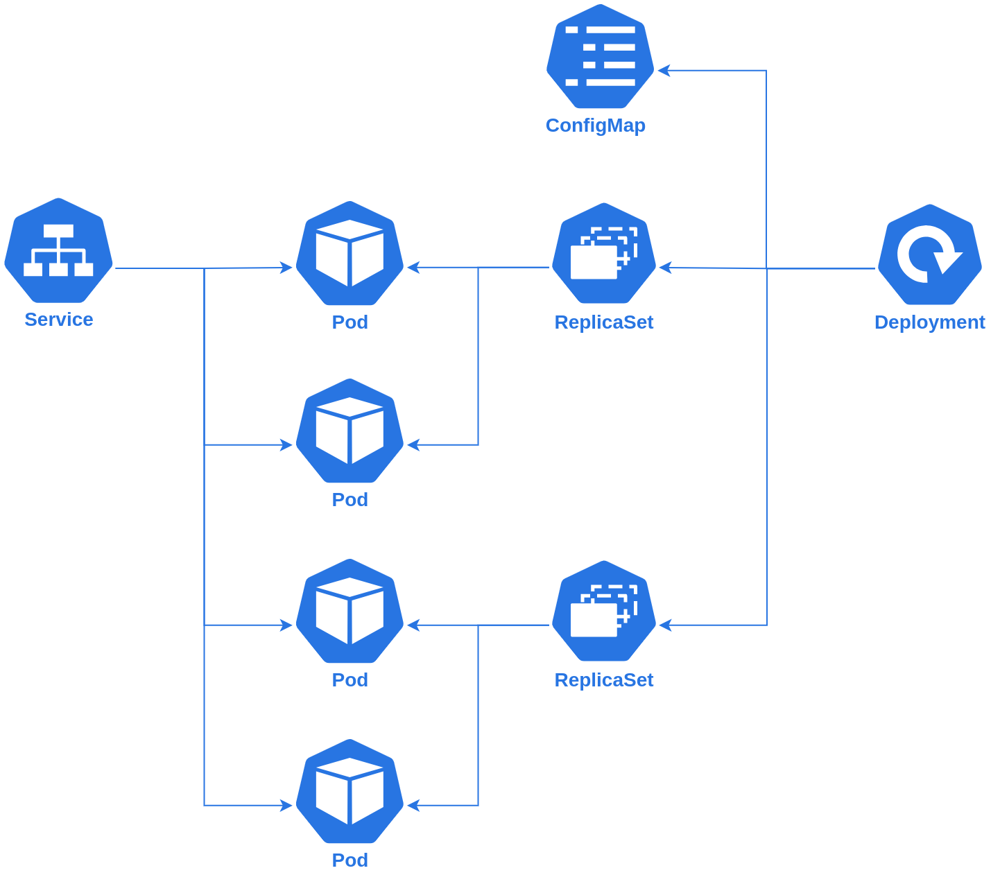 ConfigMap
Service
Pod
ReplicaSet
Deployment
Pod
Pod
ReplicaSet
Pod